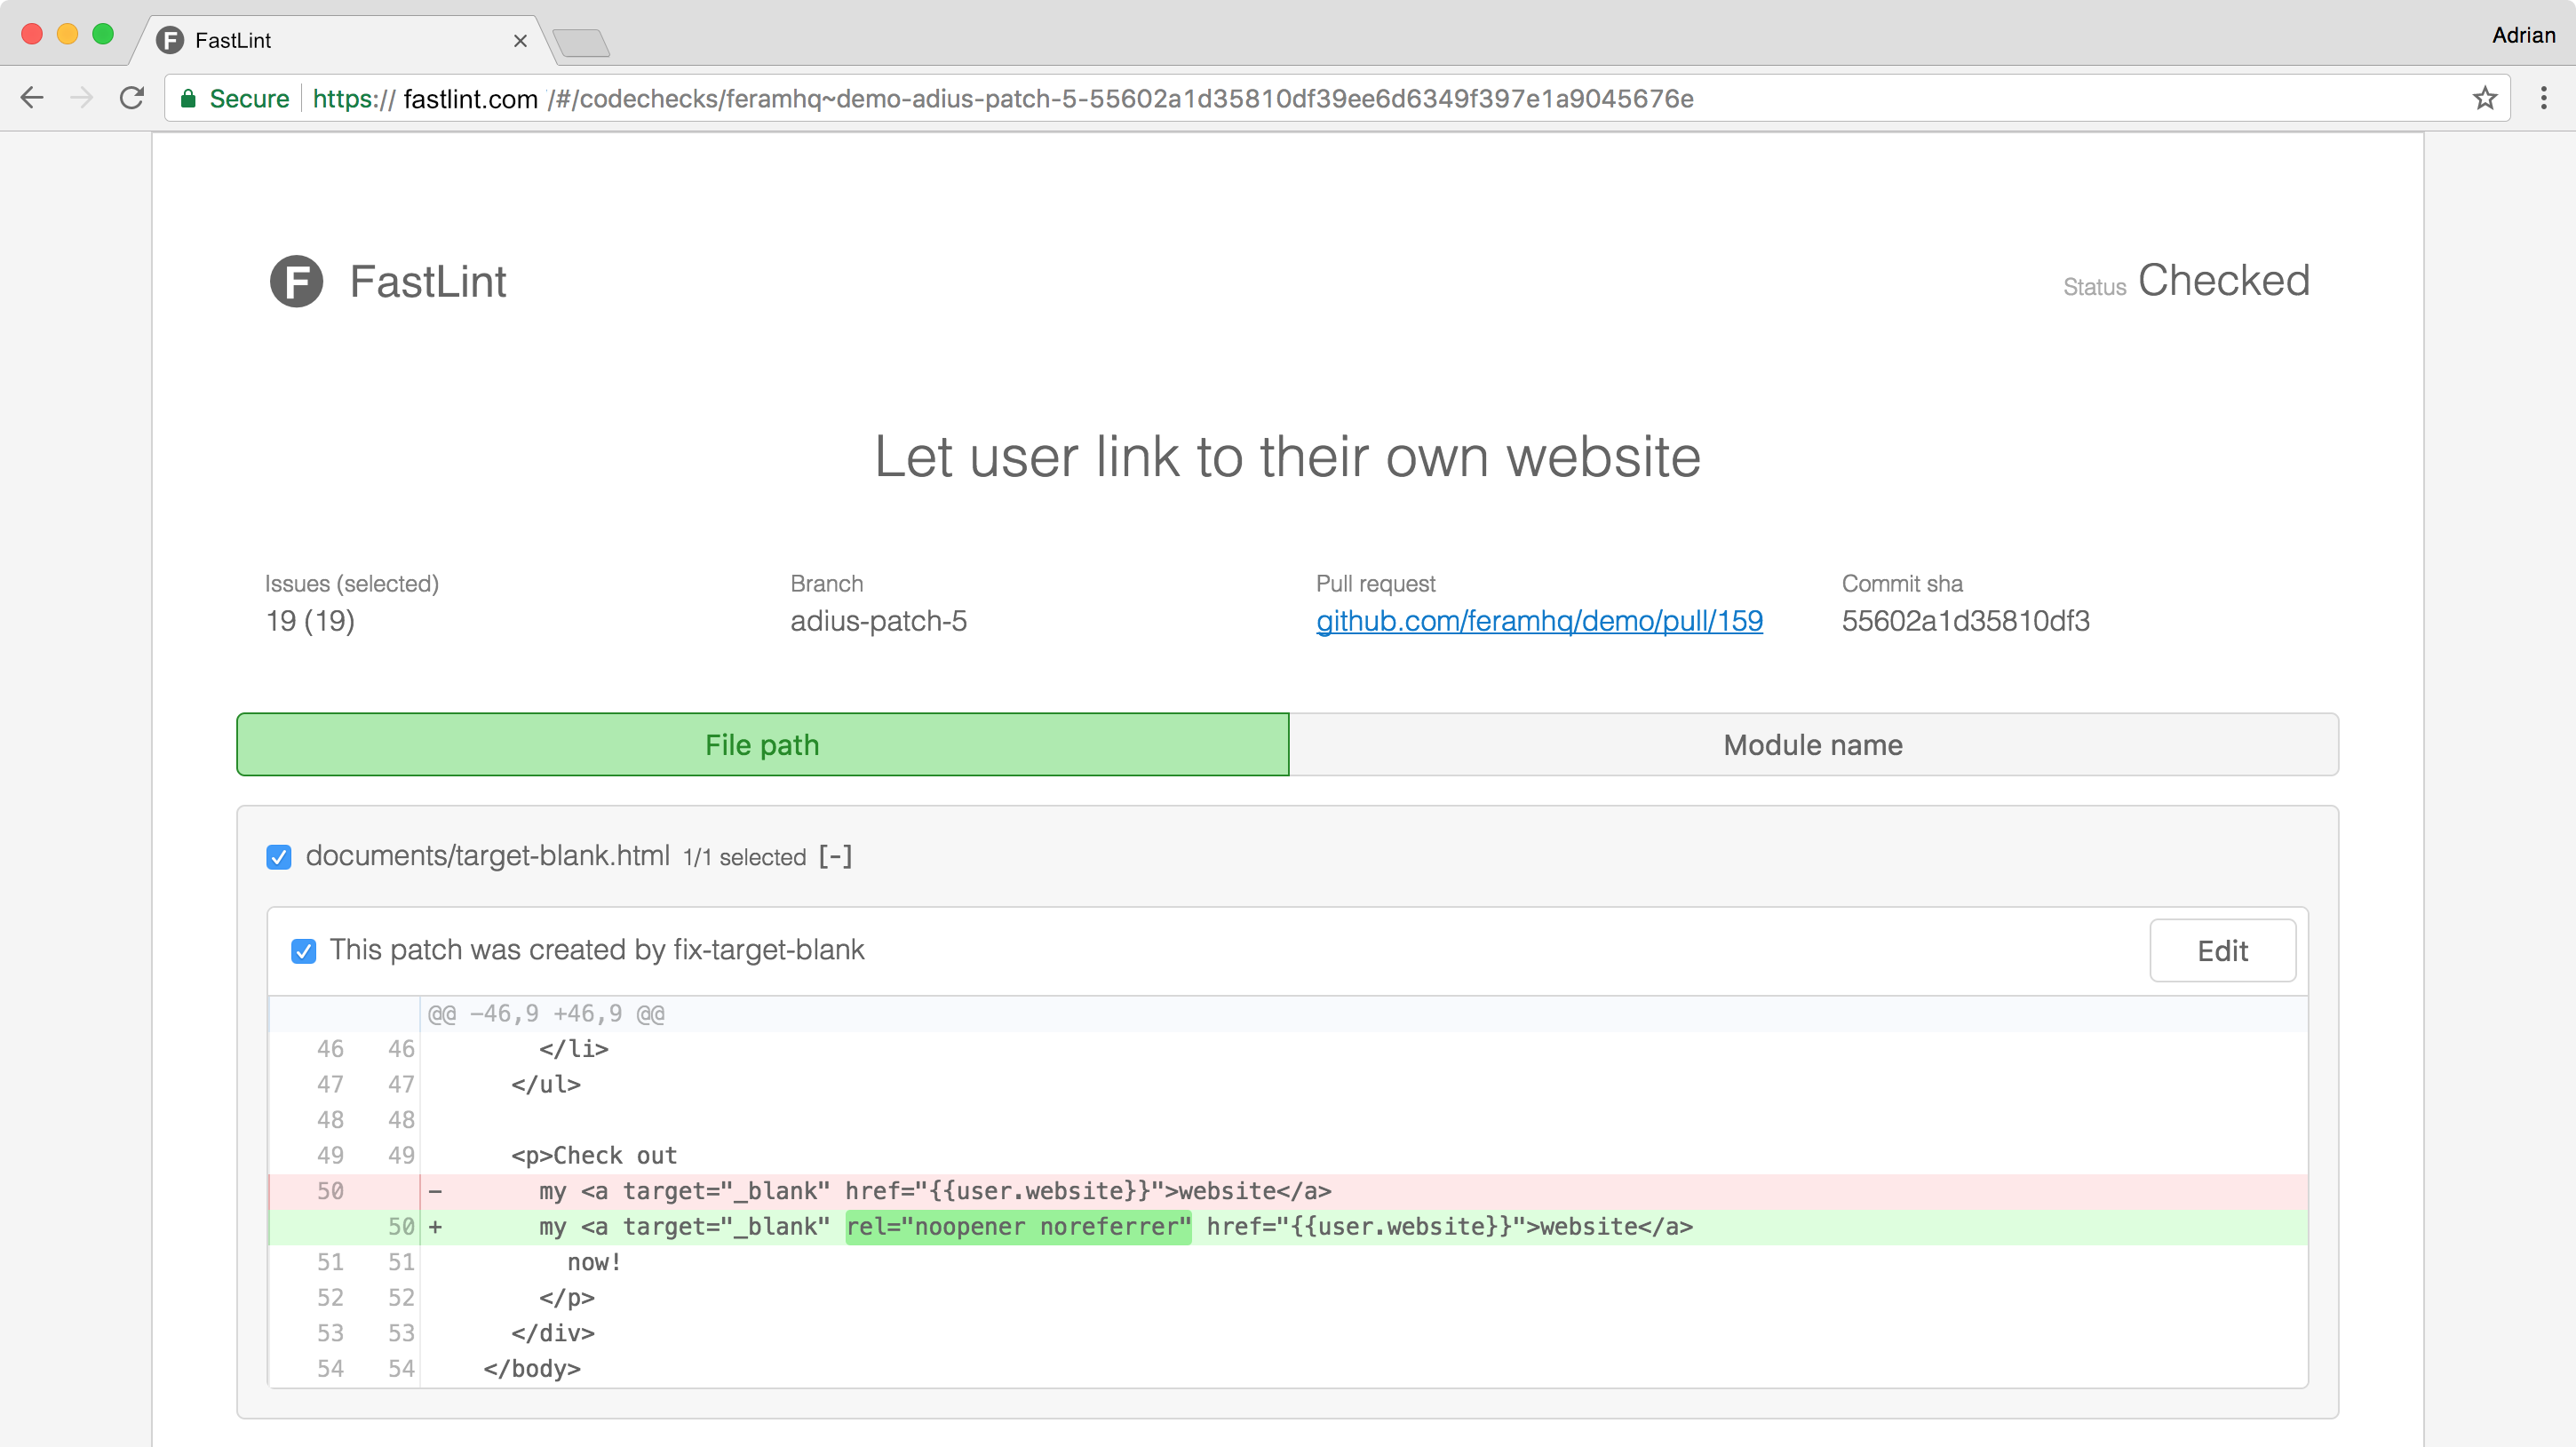 FastLint
Adrian
Secure https:// fastlint.com /#/codechecks/feramhq~demo-adius-patch-5-55602a1d35810df39ee6d6349f397e1a9045676e
F FastLint
Status Checked
Let user link to their own website
Issues (selected) Branch Pull request Commit sha
19 (19) adius-patch-5 github.com/feramhq/demo/pull/159 55602a1d35810df3
File path Module name
documents/target-blank.html 1/1 selected [-]
This patch was created by fix-target-blank Edit
@@ -46,9 +46,9 @@
46 46 </li>
47 47 </ul>
48 48
49 49 <p>Check out
50 - my <a target="_blank" href="{{user.website}}">website</a>
50 + my <a target="_blank" rel="noopener noreferrer" href="{{user.website}}">website</a>
51 51 now!
52 52 </p>
53 53 </div>
54 54 </body>